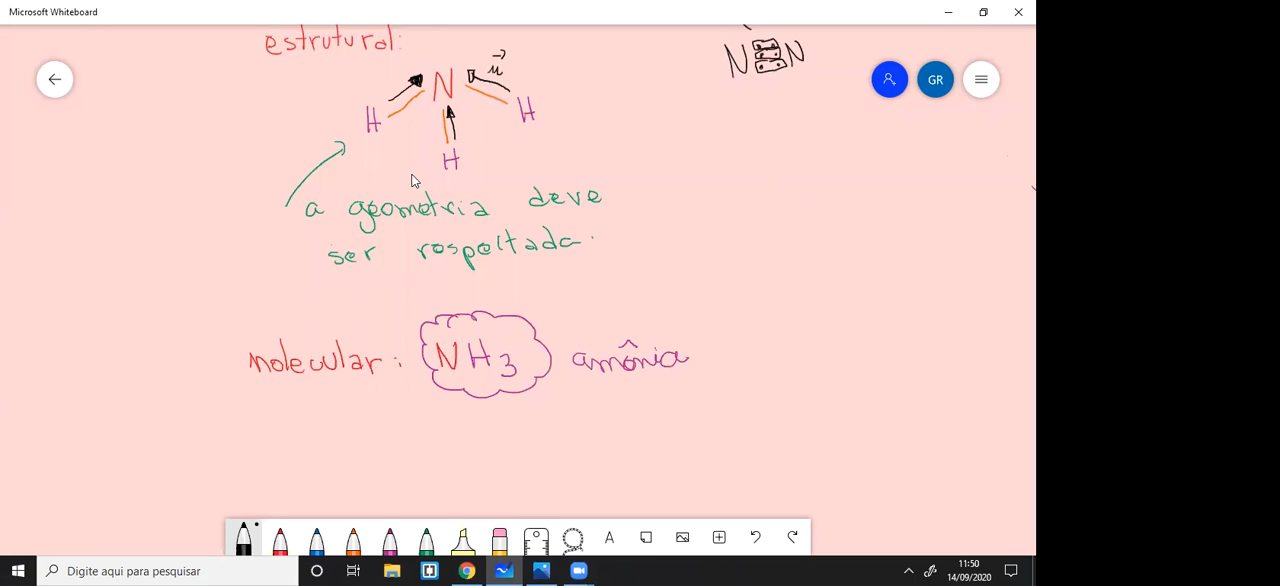 Microsoft Whiteboard
estrutural:
N≡N
GR
N
μ
H
H
H
a geometria deve
ser respeitada.
molecular: NH3 amônia
A
Digite aqui para pesquisar
11:50
14/09/2020